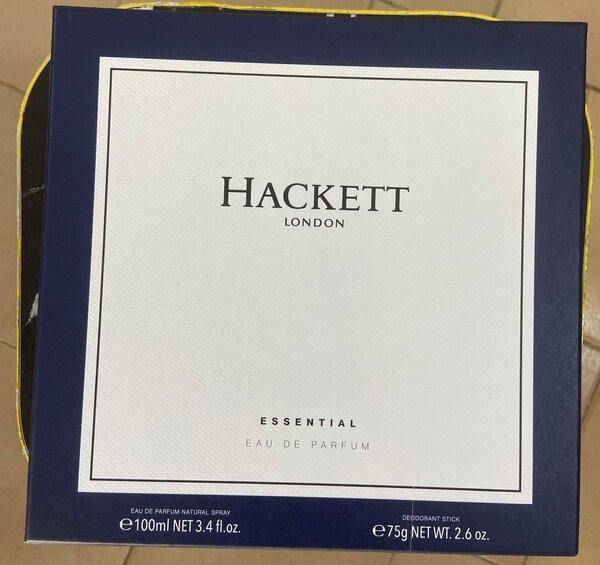 HACKETT
LONDON
ESSENTIAL
EAU DE PARFUM
EAU DE PARFUM NATURAL SPRAY
℮100ml NET 3.4 fl.oz.
DEODORANT STICK
℮75g NET WT. 2.6 oz.